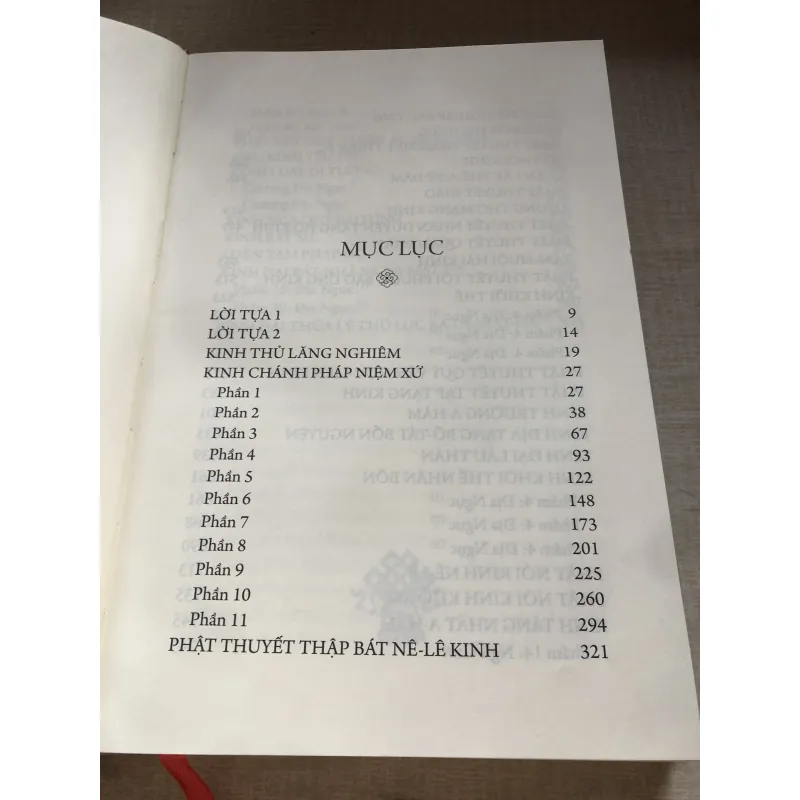 MỤC LỤC
LỜI TỰA 1 9
LỜI TỰA 2 14
KINH THỦ LĂNG NGHIÊM 19
KINH CHÁNH PHÁP NIỆM XỨ 27
Phần 1 27
Phần 2 38
Phần 3 67
Phần 4 93
Phần 5 122
Phần 6 148
Phần 7 173
Phần 8 201
Phần 9 225
Phần 10 260
Phần 11 294
PHẬT THUYẾT THẬP BÁT NÊ-LÊ KINH 321